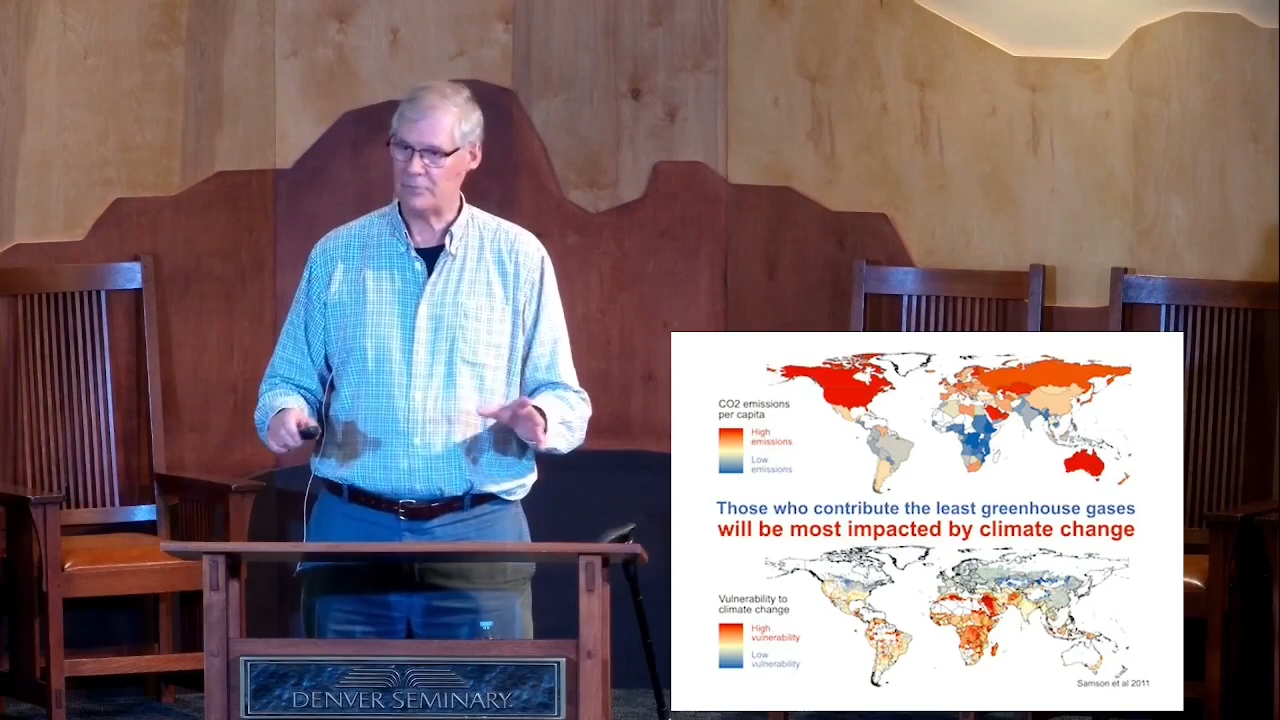 CO2 emissions
per capita
High
emissions
Low
emissions
Those who contribute the least greenhouse gases
will be most impacted by climate change
Vulnerability to
climate change
High
vulnerability
Low
vulnerability
Samson et al 2011
DENVER SEMINARY